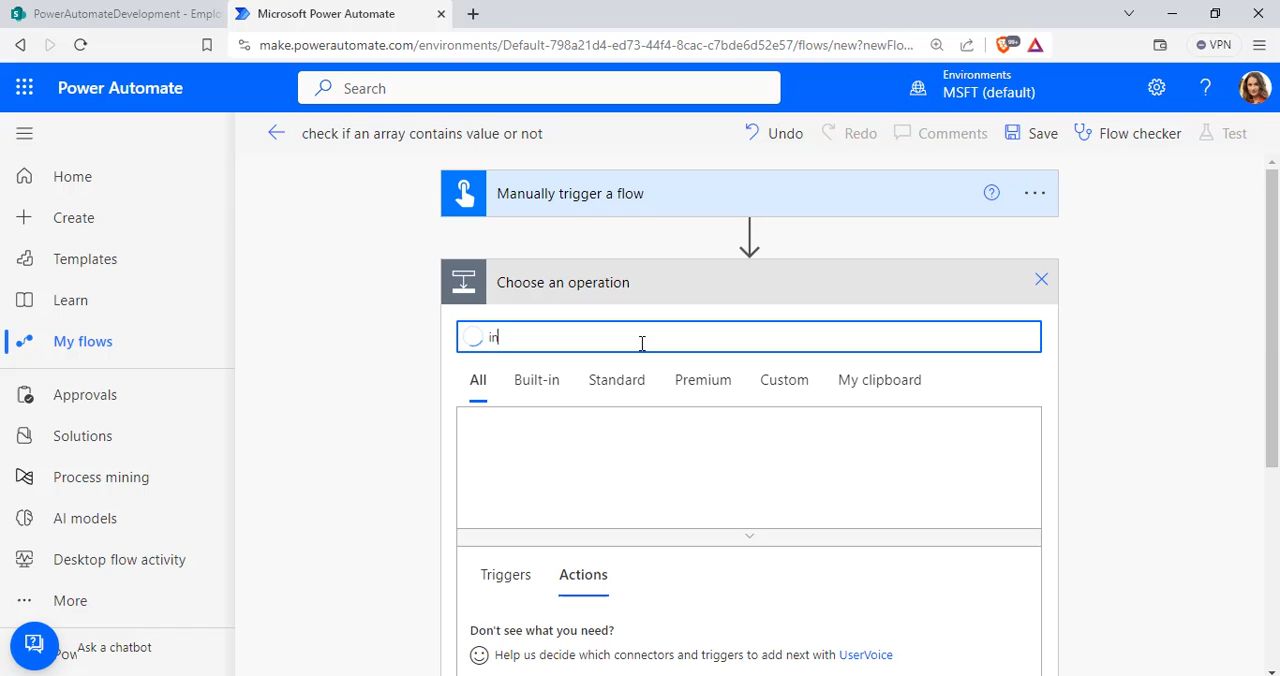 PowerAutomateDevelopment - Emplo
Microsoft Power Automate
make.powerautomate.com/environments/Default-798a21d4-ed73-44f4-8cac-c7bde6d52e57/flows/new?newFlo...
99+
VPN
Power Automate
Search
Environments
MSFT (default)
check if an array contains value or not
Undo
Redo
Comments
Save
Flow checker
Test
Home
Create
Templates
Learn
My flows
Approvals
Solutions
Process mining
AI models
Desktop flow activity
More
Pow
Ask a chatbot
Manually trigger a flow
Choose an operation
in
All
Built-in
Standard
Premium
Custom
My clipboard
Triggers
Actions
Don't see what you need?
Help us decide which connectors and triggers to add next with UserVoice